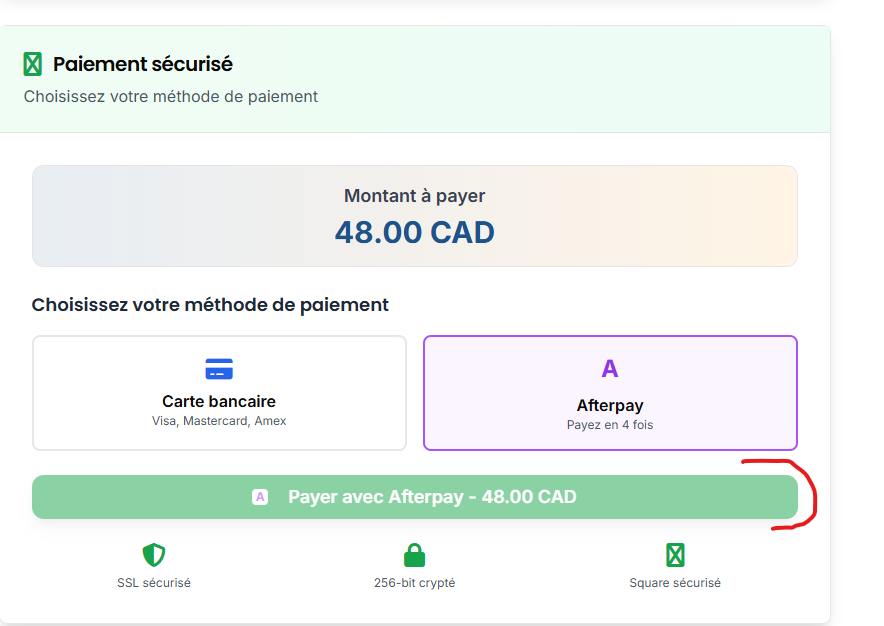 Paiement sécurisé
Choisissez votre méthode de paiement
Montant à payer
48.00 CAD
Choisissez votre méthode de paiement
Carte bancaire
Visa, Mastercard, Amex
A
Afterpay
Payez en 4 fois
A Payer avec Afterpay - 48.00 CAD
SSL sécurisé
256-bit crypté
Square sécurisé